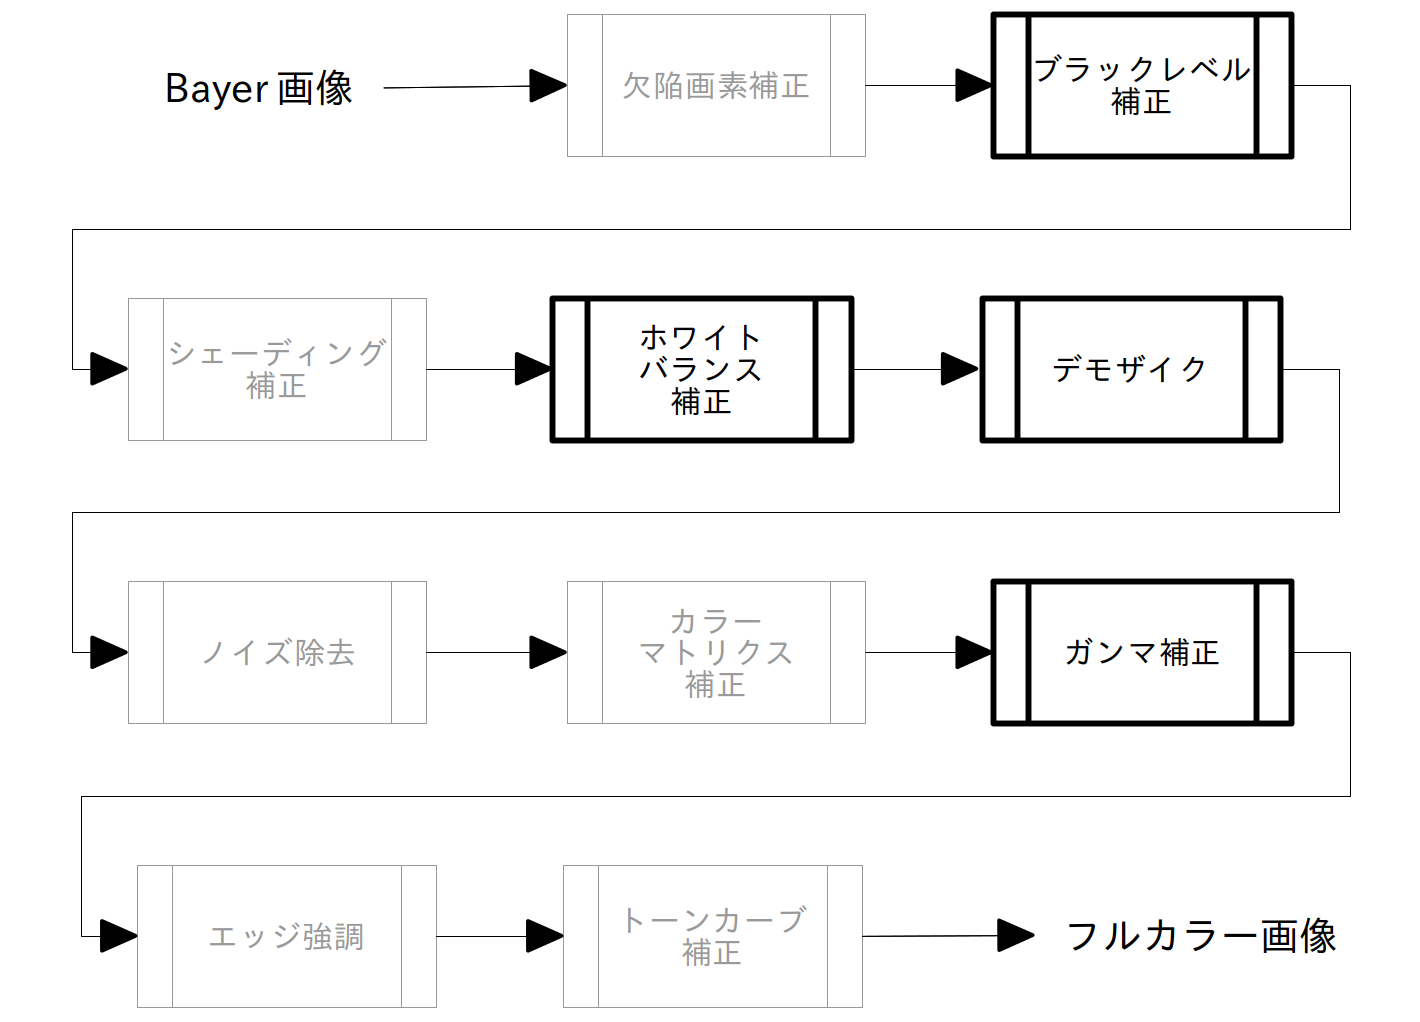 Bayer 画像
欠陥画素補正
ブラックレベル
補正
シェーディング
補正
ホワイト
バランス
補正
デモザイク
ノイズ除去
カラー
マトリクス
補正
ガンマ補正
エッジ強調
トーンカーブ
補正
フルカラー画像